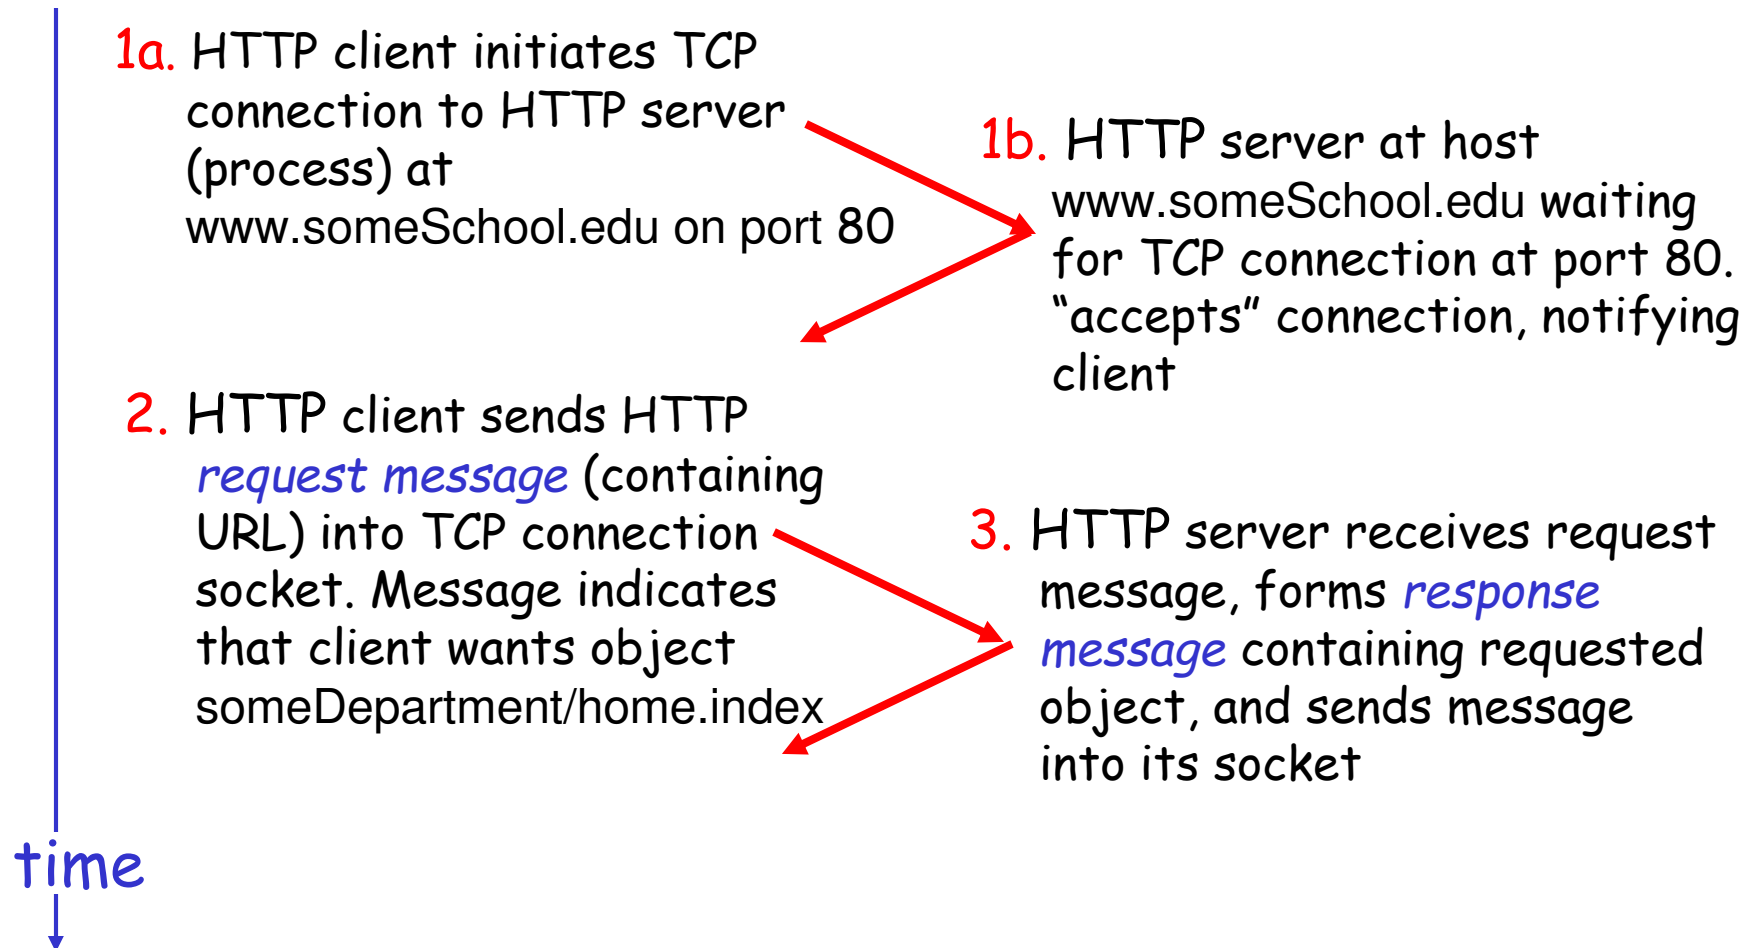 1a. HTTP client initiates TCP
connection to HTTP server
(process) at
www.someSchool.edu on port 80
1b. HTTP server at host
www.someSchool.edu waiting
for TCP connection at port 80.
“accepts” connection, notifying
client
2. HTTP client sends HTTP
request message (containing
URL) into TCP connection
socket. Message indicates
that client wants object
someDepartment/home.index
3. HTTP server receives request
message, forms response
message containing requested
object, and sends message
into its socket
time